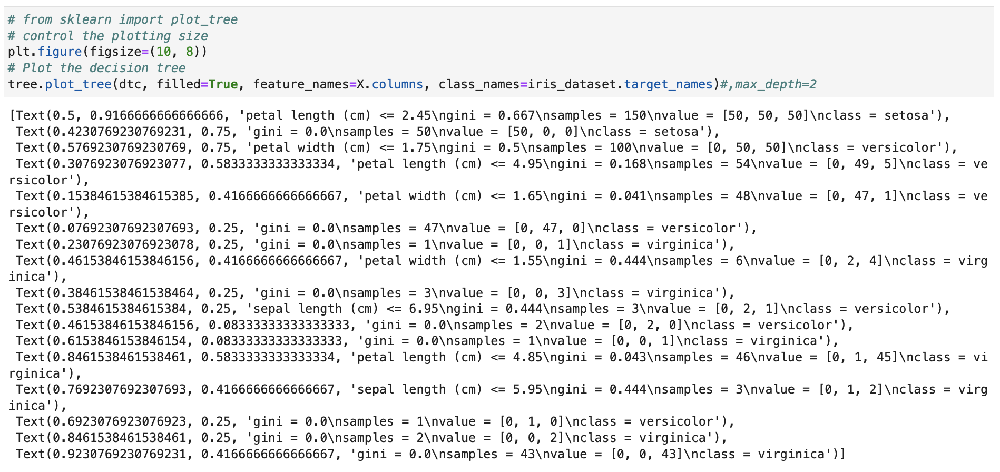 # from sklearn import plot_tree
# control the plotting size
plt.figure(figsize=(10, 8))
# Plot the decision tree
tree.plot_tree(dtc, filled=True, feature_names=X.columns, class_names=iris_dataset.target_names)#,max_depth=2
[Text(0.5, 0.9166666666666666, 'petal length (cm) <= 2.45\ngini = 0.667\nsamples = 150\nvalue = [50, 50, 50]\nclass = setosa'),
Text(0.4230769230769231, 0.75, 'gini = 0.0\nsamples = 50\nvalue = [50, 0, 0]\nclass = setosa'),
Text(0.5769230769230769, 0.75, 'petal width (cm) <= 1.75\ngini = 0.5\nsamples = 100\nvalue = [0, 50, 50]\nclass = versicolor'),
Text(0.3076923076923077, 0.5833333333333334, 'petal length (cm) <= 4.95\ngini = 0.168\nsamples = 54\nvalue = [0, 49, 5]\nclass = ve
rsicolor'),
Text(0.15384615384615385, 0.4166666666666667, 'petal width (cm) <= 1.65\ngini = 0.041\nsamples = 48\nvalue = [0, 47, 1]\nclass = ve
rsicolor'),
Text(0.07692307692307693, 0.25, 'gini = 0.0\nsamples = 47\nvalue = [0, 47, 0]\nclass = versicolor'),
Text(0.23076923076923078, 0.25, 'gini = 0.0\nsamples = 1\nvalue = [0, 0, 1]\nclass = virginica'),
Text(0.46153846153846156, 0.4166666666666667, 'petal width (cm) <= 1.55\ngini = 0.444\nsamples = 6\nvalue = [0, 2, 4]\nclass = virg
inica'),
Text(0.38461538461538464, 0.25, 'gini = 0.0\nsamples = 3\nvalue = [0, 0, 3]\nclass = virginica'),
Text(0.5384615384615384, 0.25, 'sepal length (cm) <= 6.95\ngini = 0.444\nsamples = 3\nvalue = [0, 2, 1]\nclass = versicolor'),
Text(0.46153846153846156, 0.08333333333333333, 'gini = 0.0\nsamples = 2\nvalue = [0, 2, 0]\nclass = versicolor'),
Text(0.6153846153846154, 0.08333333333333333, 'gini = 0.0\nsamples = 1\nvalue = [0, 0, 1]\nclass = virginica'),
Text(0.8461538461538461, 0.5833333333333334, 'petal length (cm) <= 4.85\ngini = 0.043\nsamples = 46\nvalue = [0, 1, 45]\nclass = vi
rginica'),
Text(0.7692307692307693, 0.4166666666666667, 'sepal length (cm) <= 5.95\ngini = 0.444\nsamples = 3\nvalue = [0, 1, 2]\nclass = virg
inica'),
Text(0.6923076923076923, 0.25, 'gini = 0.0\nsamples = 1\nvalue = [0, 1, 0]\nclass = versicolor'),
Text(0.8461538461538461, 0.25, 'gini = 0.0\nsamples = 2\nvalue = [0, 0, 2]\nclass = virginica'),
Text(0.9230769230769231, 0.4166666666666667, 'gini = 0.0\nsamples = 43\nvalue = [0, 0, 43]\nclass = virginica')]